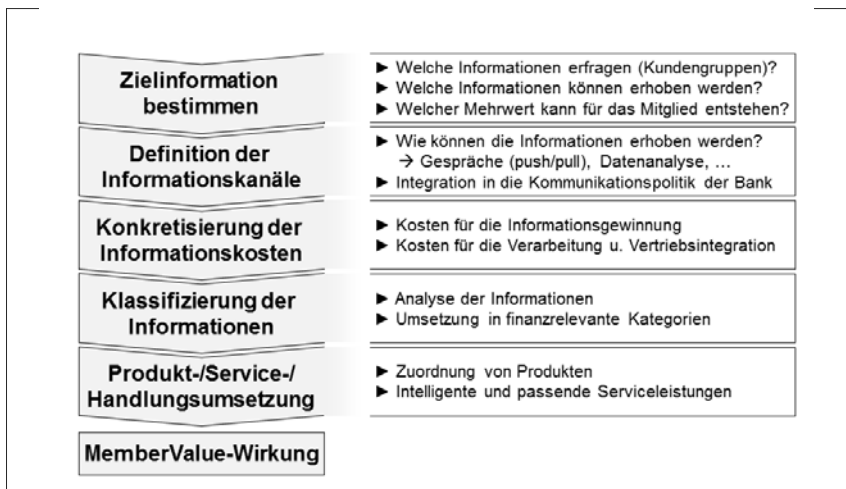 Zielinformation
bestimmen
► Welche Informationen erfragen (Kundengruppen)?
► Welche Informationen können erhoben werden?
► Welcher Mehrwert kann für das Mitglied entstehen?
Definition der
Informationskanäle
► Wie können die Informationen erhoben werden?
→ Gespräche (push/pull), Datenanalyse, ...
► Integration in die Kommunikationspolitik der Bank
Konkretisierung der
Informationskosten
► Kosten für die Informationsgewinnung
► Kosten für die Verarbeitung u. Vertriebsintegration
Klassifizierung der
Informationen
► Analyse der Informationen
► Umsetzung in finanzrelevante Kategorien
Produkt-/Service-/
Handlungsumsetzung
► Zuordnung von Produkten
► Intelligente und passende Serviceleistungen
MemberValue-Wirkung